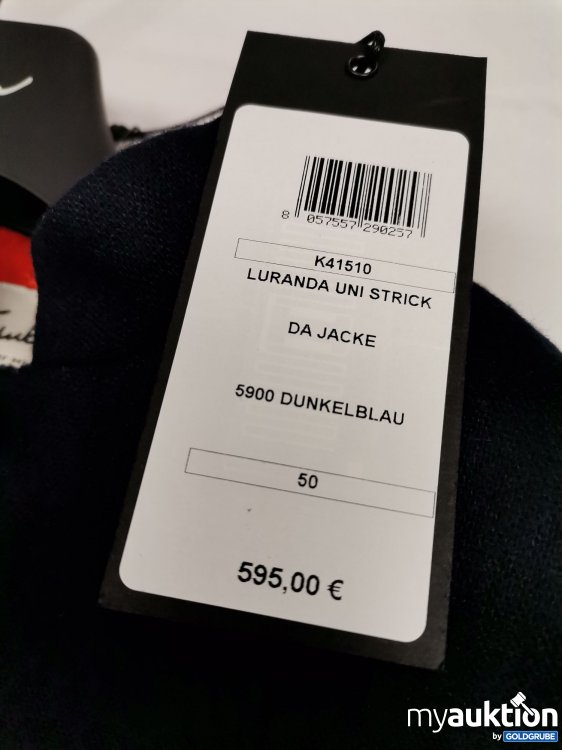 8 057557 290257
K41510
LURANDA UNI STRICK
DA JACKE
5900 DUNKELBLAU
50
595,00 €
myauktion
by GOLDGRUBE